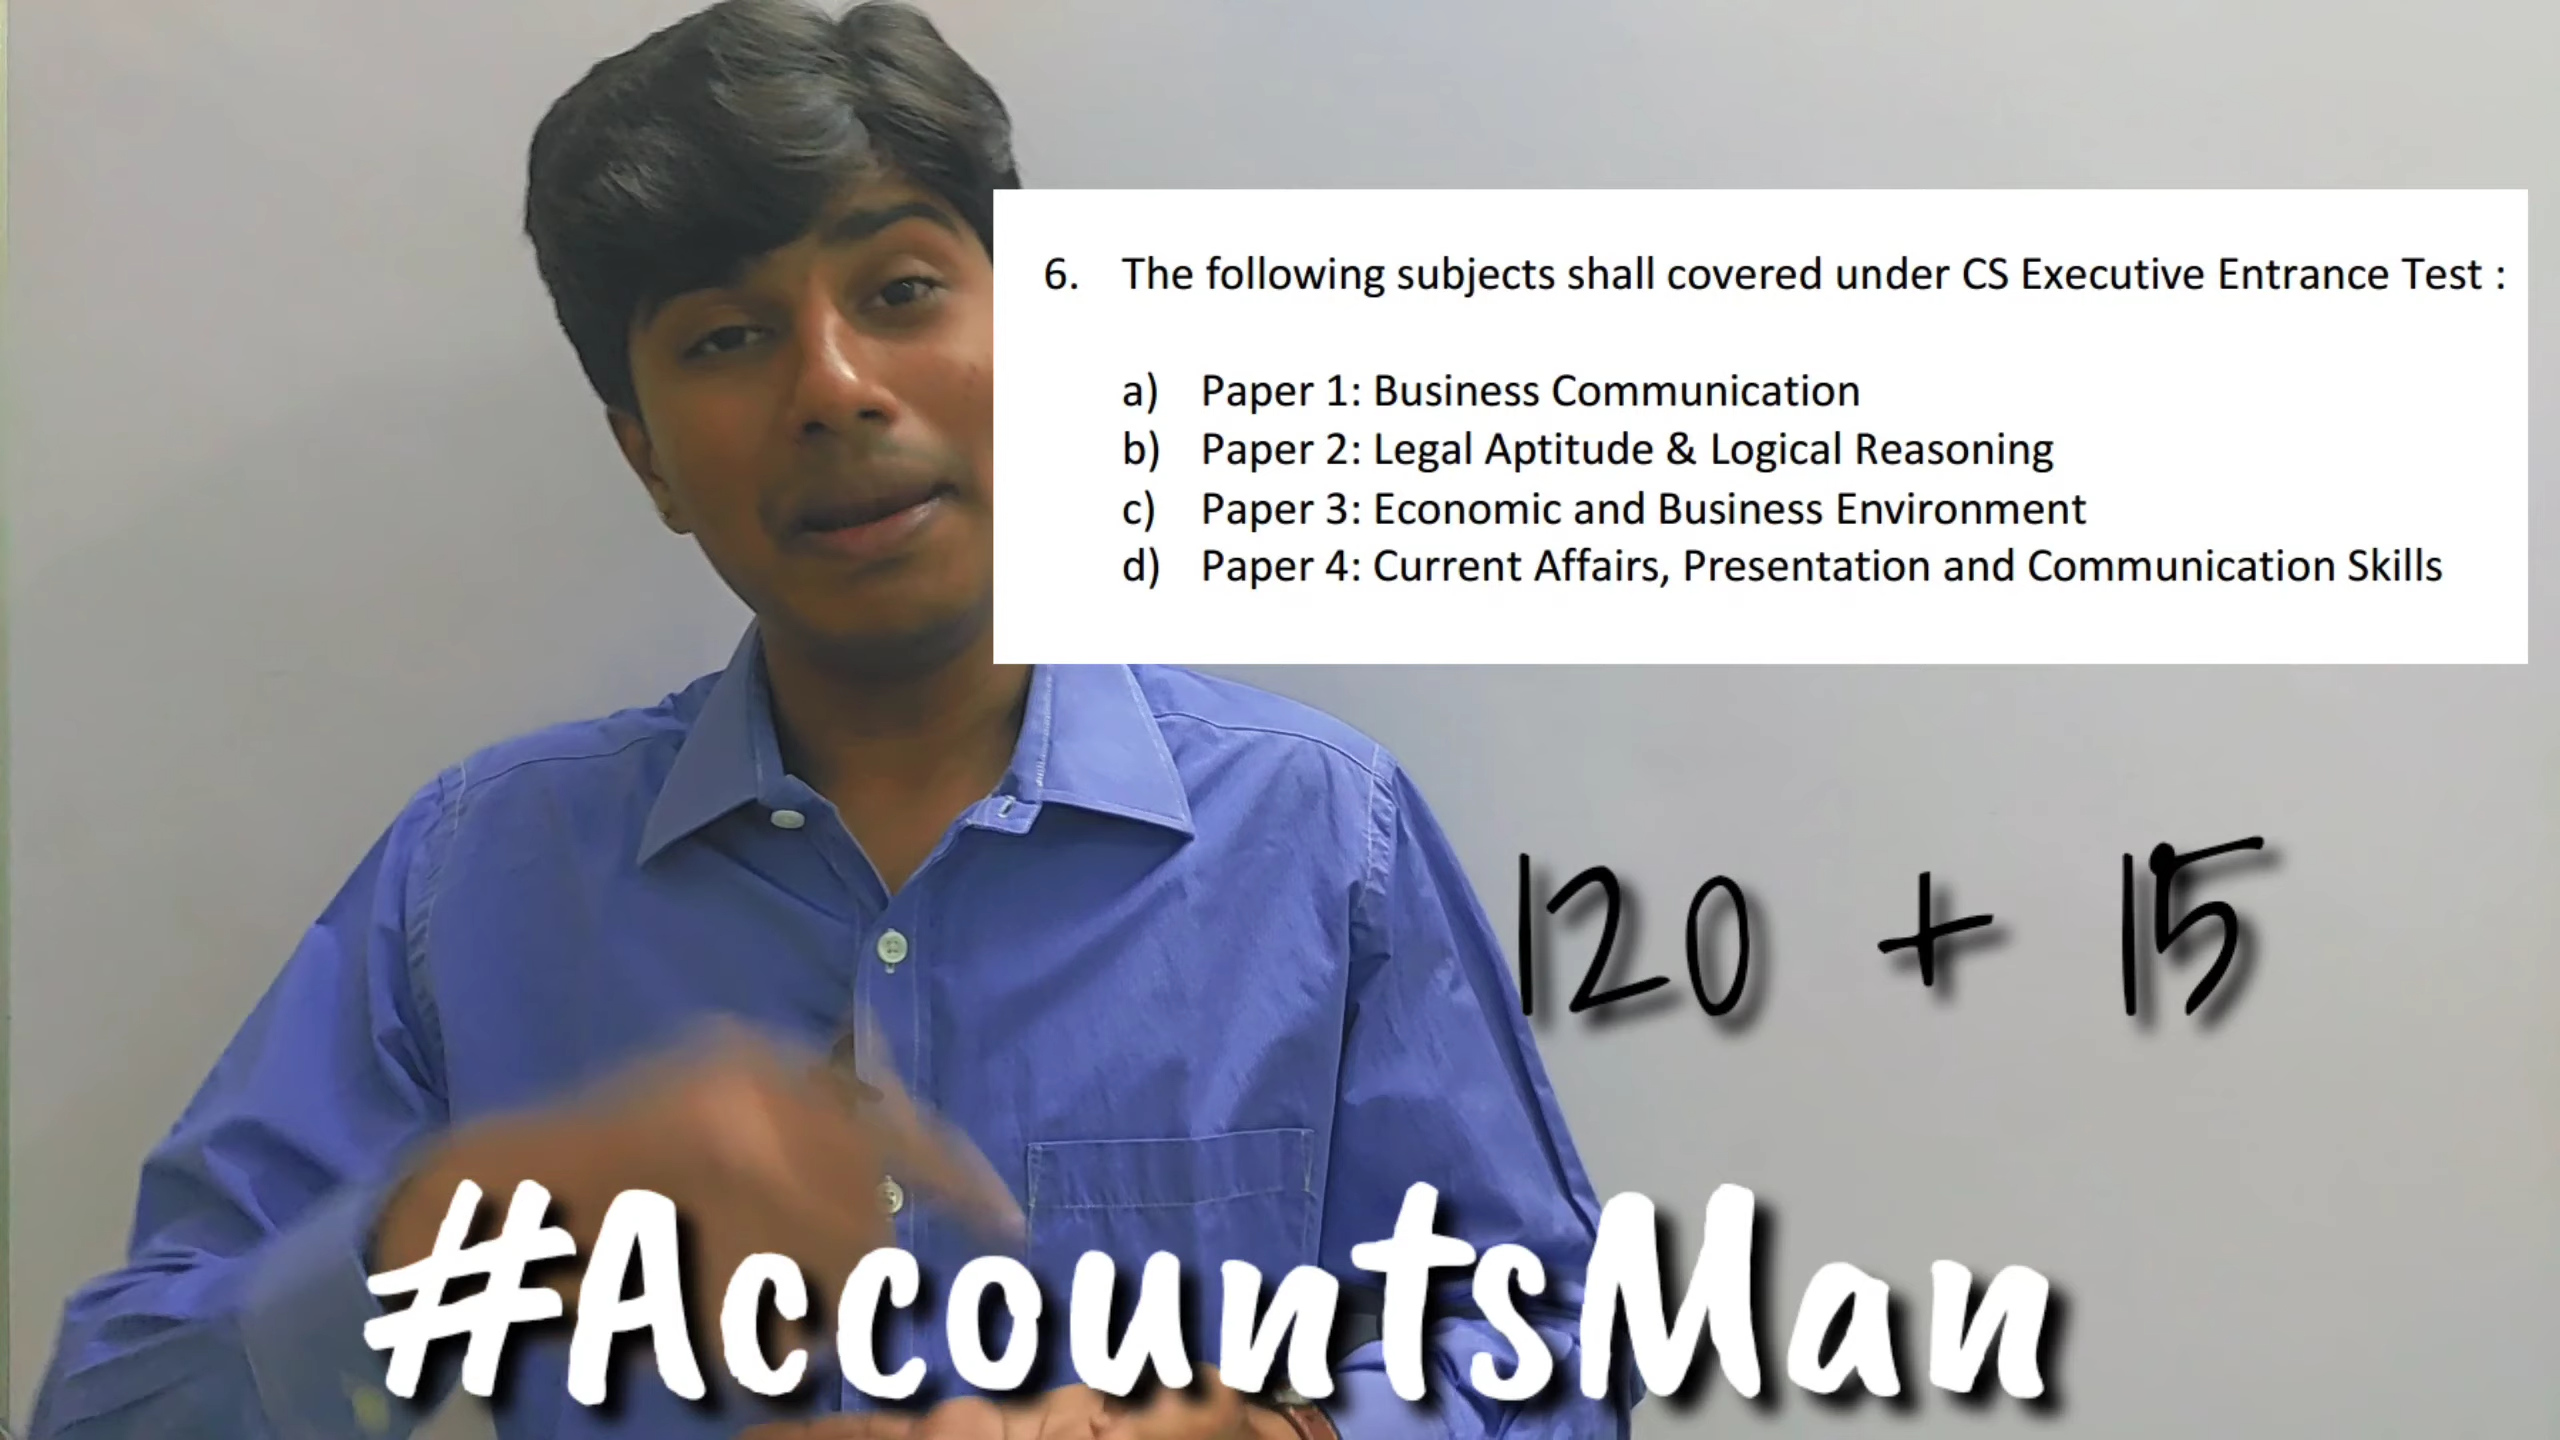 6. The following subjects shall covered under CS Executive Entrance Test :
a) Paper 1: Business Communication
b) Paper 2: Legal Aptitude & Logical Reasoning
c) Paper 3: Economic and Business Environment
d) Paper 4: Current Affairs, Presentation and Communication Skills
120 + 15
#AccountsMan